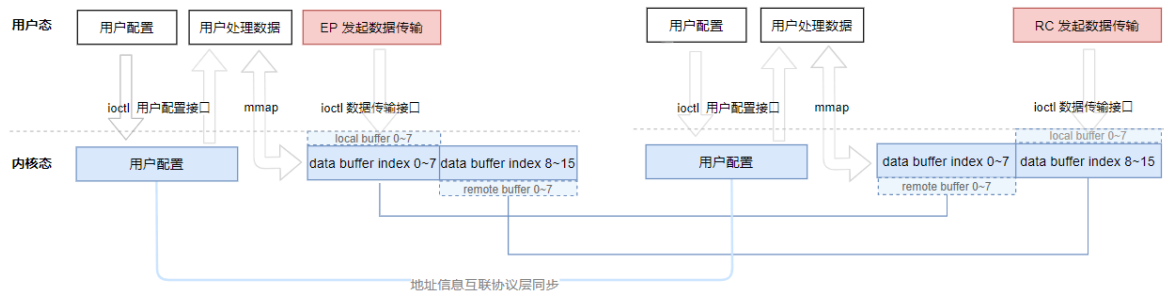 用户态
用户配置
用户处理数据
EP 发起数据传输
用户配置
用户处理数据
RC 发起数据传输
ioctl 用户配置接口
mmap
ioctl 数据传输接口
ioctl 用户配置接口
mmap
ioctl 数据传输接口
local buffer 0~7
local buffer 0~7
内核态
用户配置
data buffer index 0~7
data buffer index 8~15
用户配置
data buffer index 0~7
data buffer index 8~15
remote buffer 0~7
remote buffer 0~7
地址信息互联协议层同步